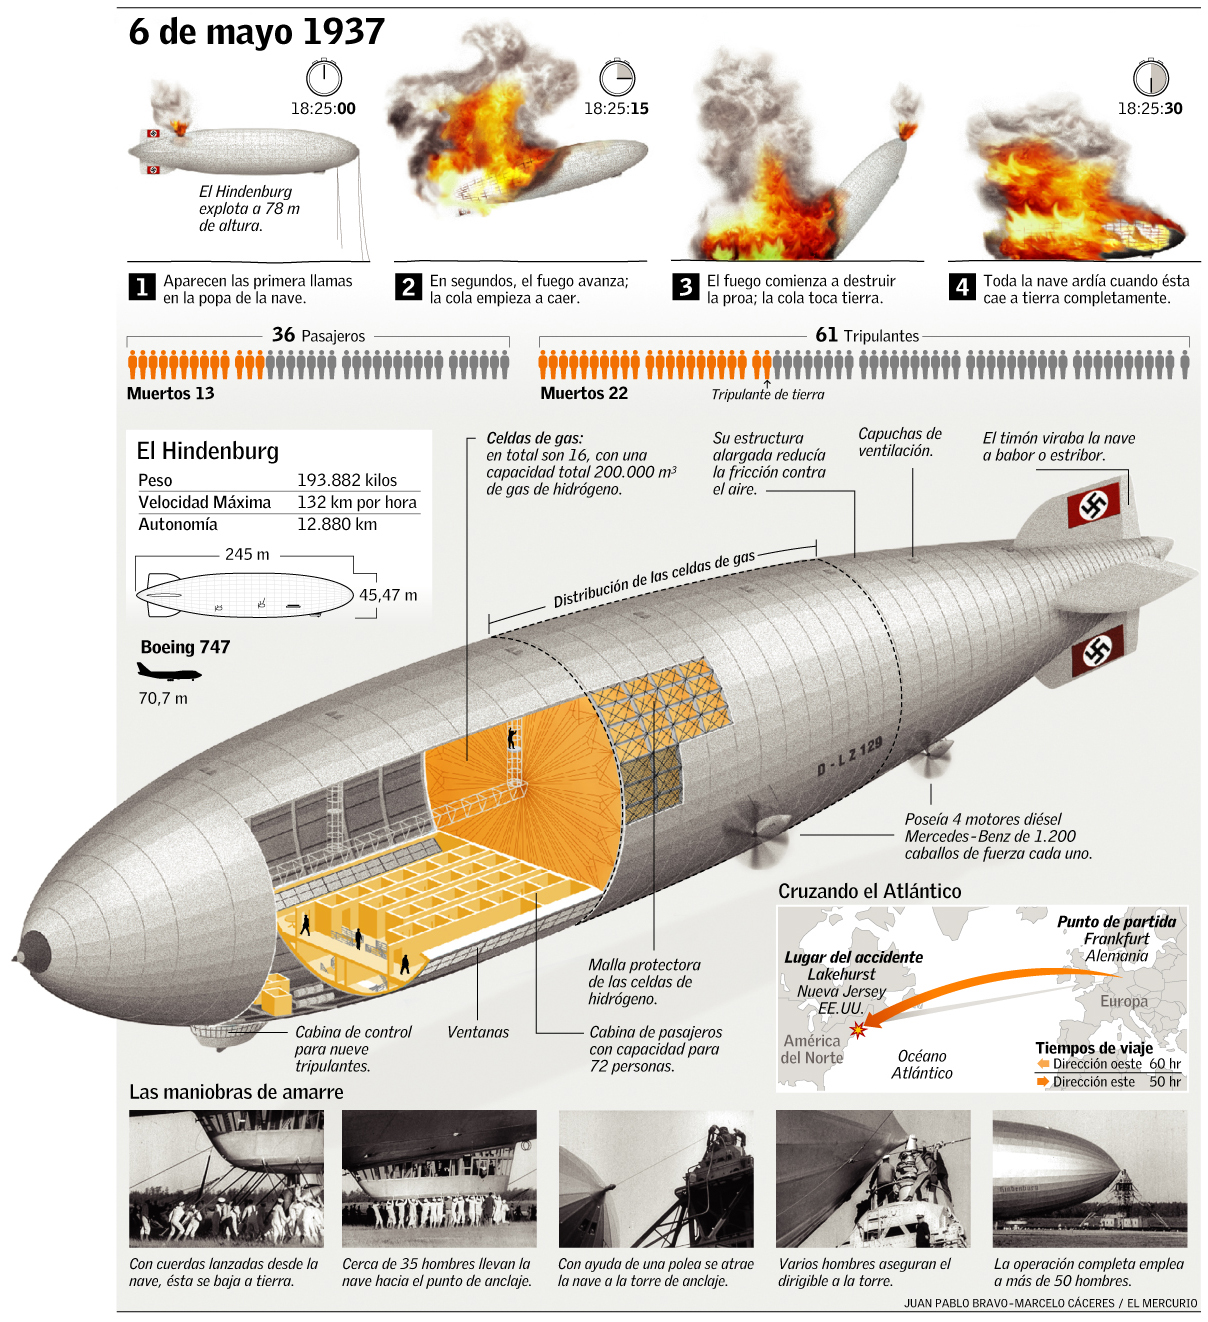 6 de mayo 1937
18:25:00
18:25:15
18:25:30
El Hindenburg
explota a 78 m
de altura.
1 Aparecen las primera llamas
en la popa de la nave.
2 En segundos, el fuego avanza;
la cola empieza a caer.
3 El fuego comienza a destruir
la proa; la cola toca tierra.
4 Toda la nave ardía cuando ésta
cae a tierra completamente.
36 Pasajeros
Muertos 13
61 Tripulantes
Muertos 22
Tripulante de tierra
El Hindenburg
Peso 193.882 kilos
Velocidad Máxima 132 km por hora
Autonomía 12.880 km
245 m
45,47 m
Boeing 747
70,7 m
Celdas de gas:
en total son 16, con una
capacidad total 200.000 m³
de gas de hidrógeno.
Su estructura
alargada reducía
la fricción contra
el aire.
Capuchas de
ventilación.
El timón viraba la nave
a babor o estribor.
Distribución de las celdas de gas
D-LZ129
Poseía 4 motores diésel
Mercedes-Benz de 1.200
caballos de fuerza cada uno.
Malla protectora
de las celdas de
hidrógeno.
Cabina de control
para nueve
tripulantes.
Ventanas
Cabina de pasajeros
con capacidad para
72 personas.
Cruzando el Atlántico
Punto de partida
Frankfurt
Alemania
Lugar del accidente
Lakehurst
Nueva Jersey
EE.UU.
Europa
América
del Norte
Océano
Atlántico
Tiempos de viaje
Dirección oeste 60 hr
Dirección este 50 hr
Las maniobras de amarre
Hindenburg
Con cuerdas lanzadas desde la
nave, ésta se baja a tierra.
Cerca de 35 hombres llevan la
nave hacia el punto de anclaje.
Con ayuda de una polea se atrae
la nave a la torre de anclaje.
Varios hombres aseguran el
dirigible a la torre.
La operación completa emplea
a más de 50 hombres.
JUAN PABLO BRAVO-MARCELO CÁCERES / EL MERCURIO